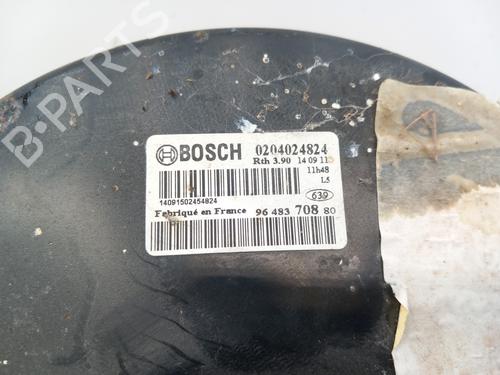 B-PARTS
BOSCH 0204024824
Rth 3.90 14 09 11
11h48
L5
14091502454824
639
Fabriqué en France 96 483 708 80